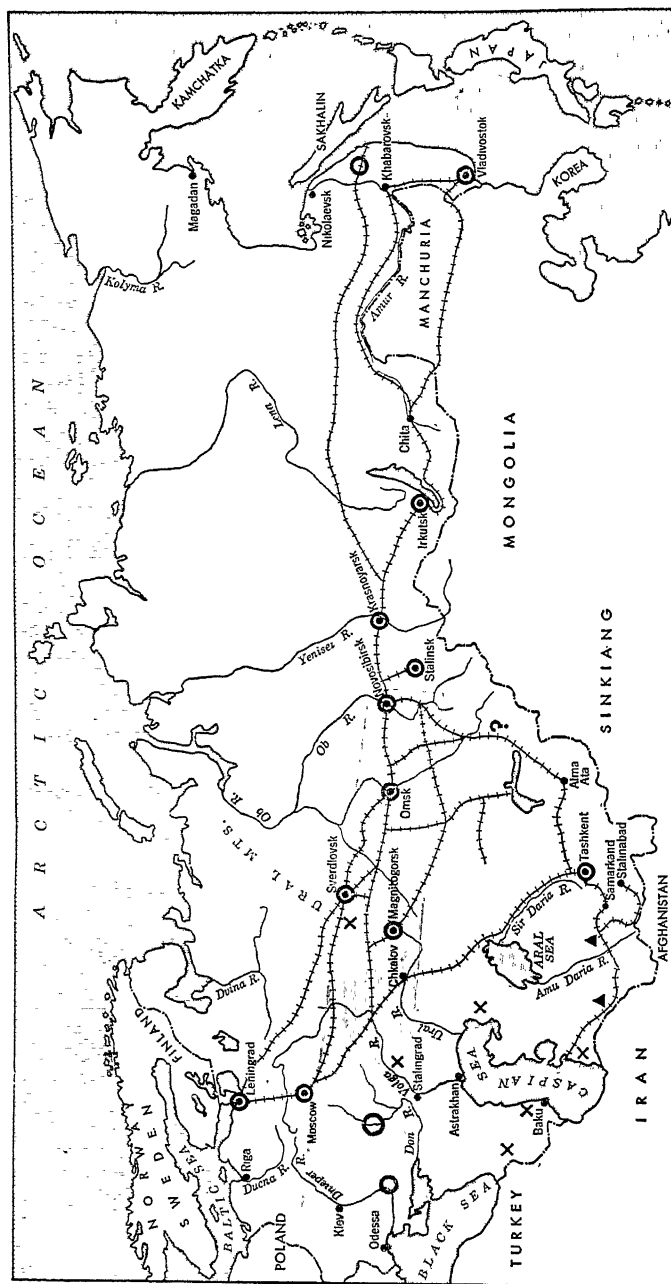 ARCTIC OCEAN
NORWAY
SWEDEN
FINLAND
BALTIC SEA
POLAND
Riga
Leningrad
Moscow
Ducna R.
Dnieper R.
Kiev
Odessa
BLACK SEA
TURKEY
Don R.
Volga R.
Stalingrad
Astrakhan
Baku
CASPIAN SEA
IRAN
Dvina R.
URAL MTS.
Sverdlovsk
Magnitogorsk
Chkalov
Ural R.
ARAL SEA
Sir Daria R.
Amu Daria R.
Tashkent
Samarkand
Stalinabad
AFGHANISTAN
Alma Ata
?
Ob R.
Ob R.
Omsk
Novosibirsk
Stalinsk
SINKIANG
Yenisei R.
Krasnoyarsk
Irkutsk
MONGOLIA
Lena R.
Chita
Amur R.
MANCHURIA
Kolyma R.
Magadan
KAMCHATKA
Nikolaevsk
SAKHALIN
Khabarovsk
Vladivostok
KOREA
JAPAN